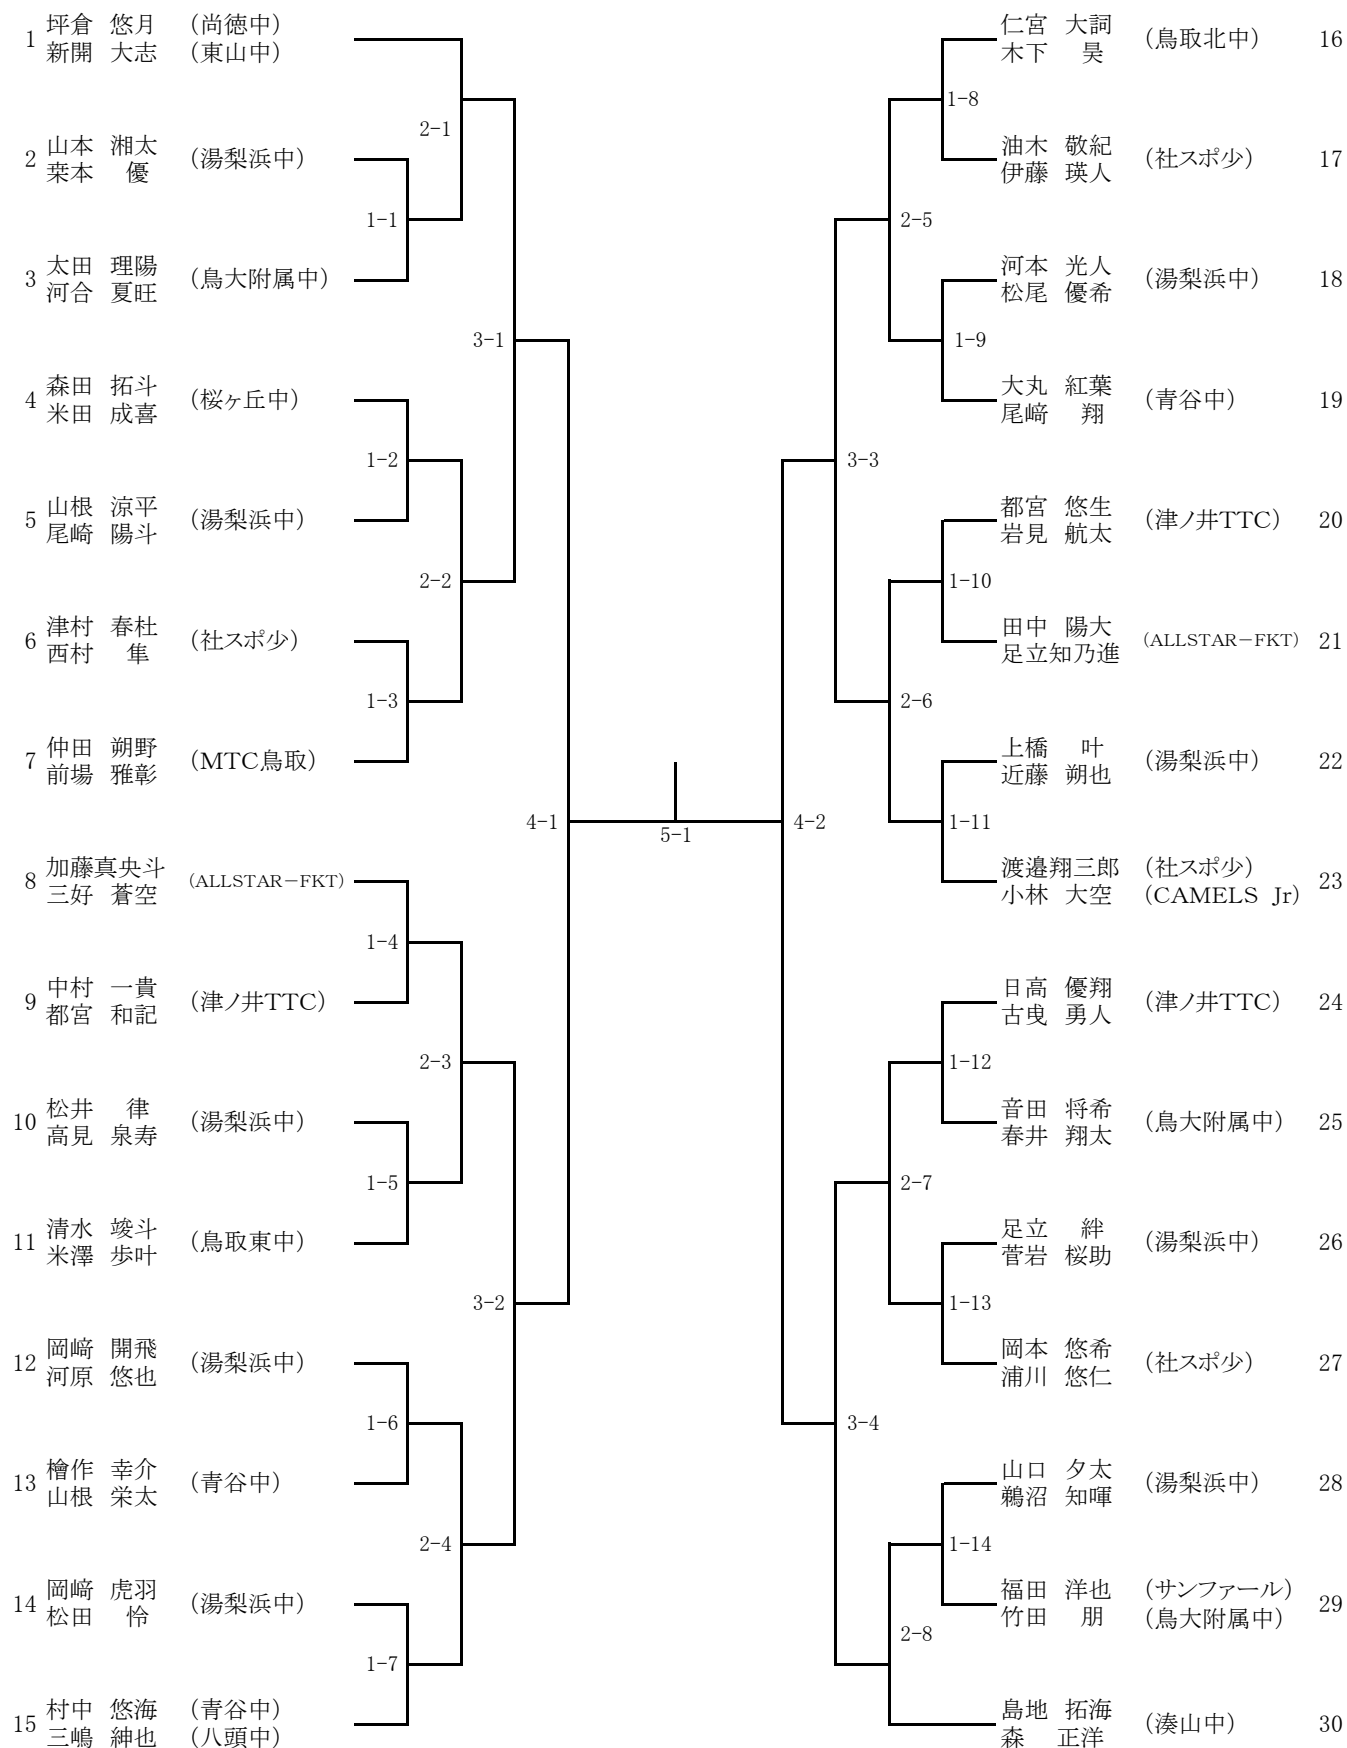 1 坪倉 悠月 (尚徳中)
新開 大志 (東山中)
2-1
2 山本 湘太 (湯梨浜中)
桒本 優
1-1
3 太田 理陽 (鳥大附属中)
河合 夏旺
3-1
4 森田 拓斗 (桜ヶ丘中)
米田 成喜
1-2
5 山根 涼平 (湯梨浜中)
尾崎 陽斗
2-2
6 津村 春杜 (社スポ少)
西村 隼
1-3
7 仲田 朔野 (MTC鳥取)
前場 雅彰
4-1
8 加藤真央斗 (ALLSTAR-FKT)
三好 蒼空
1-4
9 中村 一貴 (津ノ井TTC)
都宮 和記
2-3
10 松井 律 (湯梨浜中)
高見 泉寿
1-5
11 清水 竣斗 (鳥取東中)
米澤 歩叶
3-2
12 岡﨑 開飛 (湯梨浜中)
河原 悠也
1-6
13 檜作 幸介 (青谷中)
山根 栄太
2-4
14 岡﨑 虎羽 (湯梨浜中)
松田 怜
1-7
15 村中 悠海 (青谷中)
三嶋 紳也 (八頭中)
5-1
仁宮 大詞 (鳥取北中) 16
木下 昊
1-8
油木 敬紀 (社スポ少) 17
伊藤 瑛人
2-5
河本 光人 (湯梨浜中) 18
松尾 優希
1-9
大丸 紅葉 (青谷中) 19
尾﨑 翔
3-3
都宮 悠生 (津ノ井TTC) 20
岩見 航太
1-10
田中 陽大 (ALLSTAR-FKT) 21
足立知乃進
2-6
上橋 叶 (湯梨浜中) 22
近藤 朔也
4-2
1-11
渡邉翔三郎 (社スポ少) 23
小林 大空 (CAMELS Jr)
日高 優翔 (津ノ井TTC) 24
古曵 勇人
1-12
音田 将希 (鳥大附属中) 25
春井 翔太
2-7
足立 絆 (湯梨浜中) 26
菅岩 桜助
1-13
岡本 悠希 (社スポ少) 27
浦川 悠仁
3-4
山口 夕太 (湯梨浜中) 28
鵜沼 知暉
1-14
福田 洋也 (サンファール) 29
竹田 朋 (鳥大附属中)
2-8
島地 拓海 (湊山中) 30
森 正洋